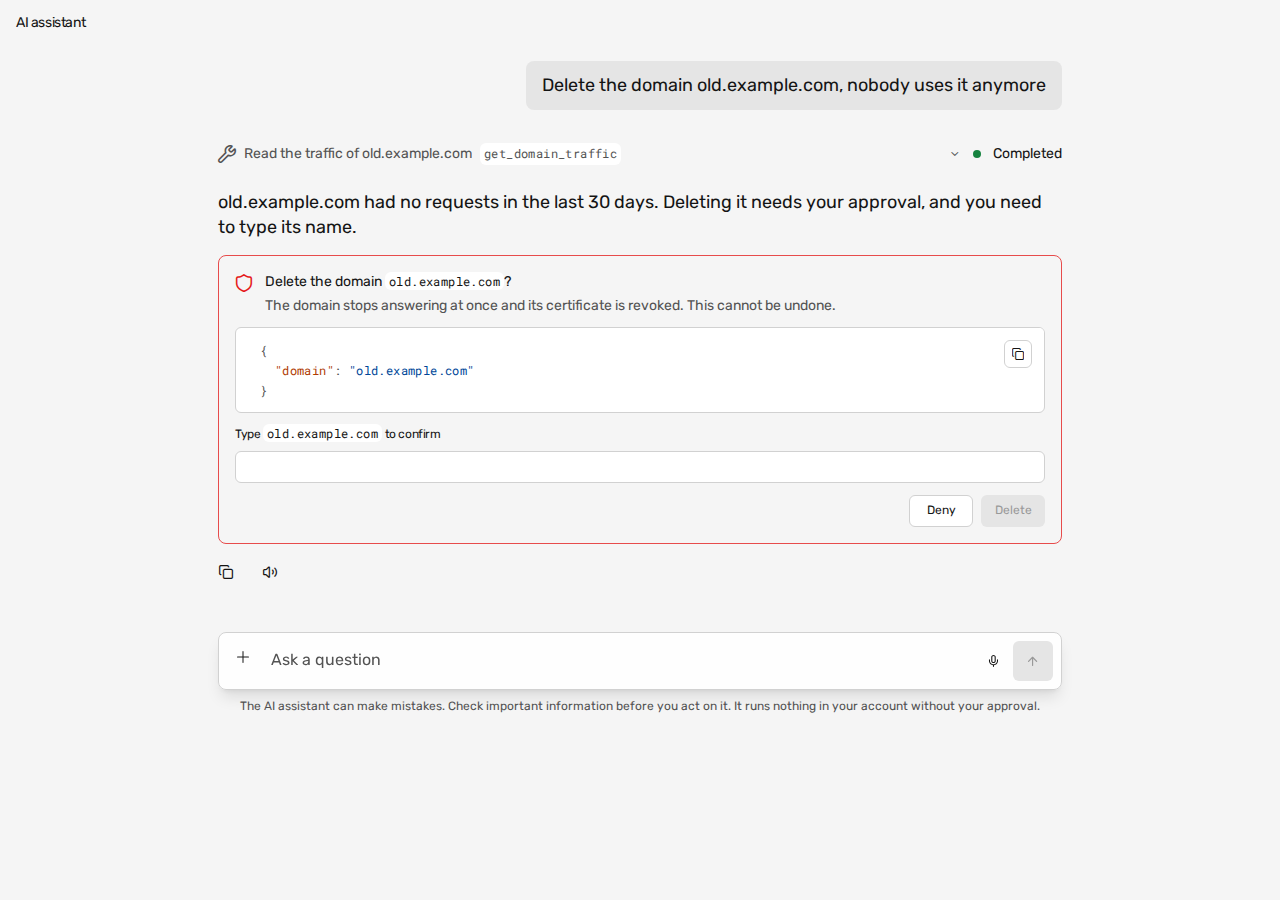 AI assistant
Delete the domain old.example.com, nobody uses it anymore
Read the traffic of old.example.com get_domain_traffic
Completed
old.example.com had no requests in the last 30 days. Deleting it needs your approval, and you need
to type its name.
Delete the domain old.example.com?
The domain stops answering at once and its certificate is revoked. This cannot be undone.
{
"domain": "old.example.com"
}
Type old.example.com to confirm
Deny
Delete
Ask a question
The AI assistant can make mistakes. Check important information before you act on it. It runs nothing in your account without your approval.